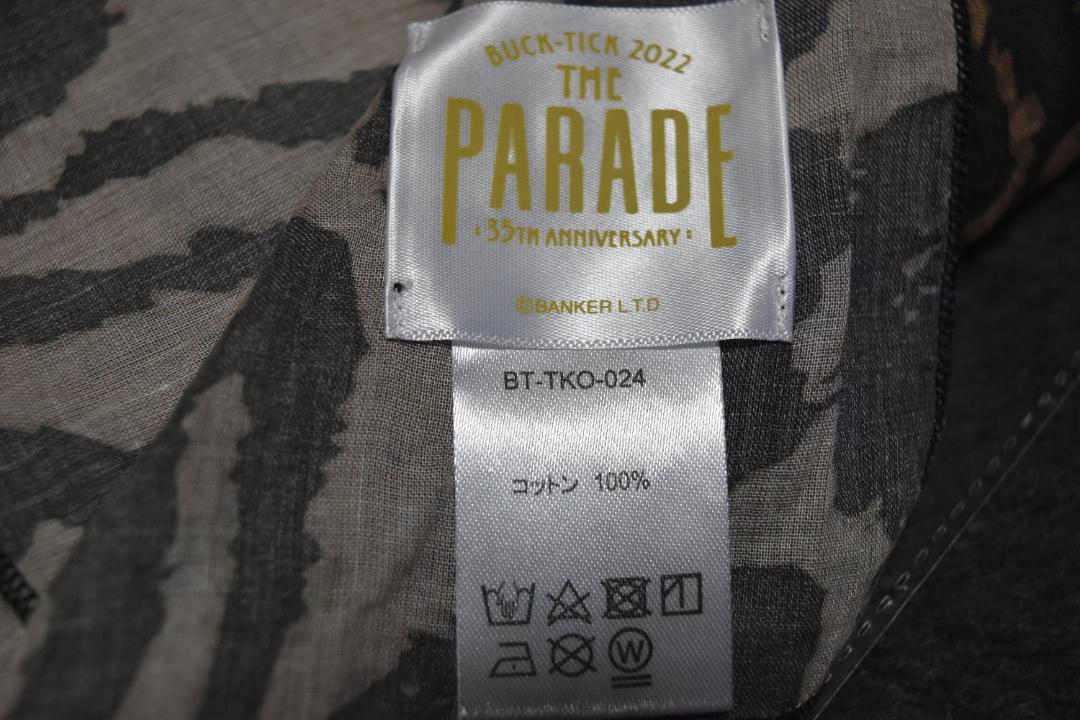 BUCK-TICK 2022
THE
PARADE
・35TH ANNIVERSARY・
©BANKER L.T.D
BT-TKO-024
コットン 100%
W